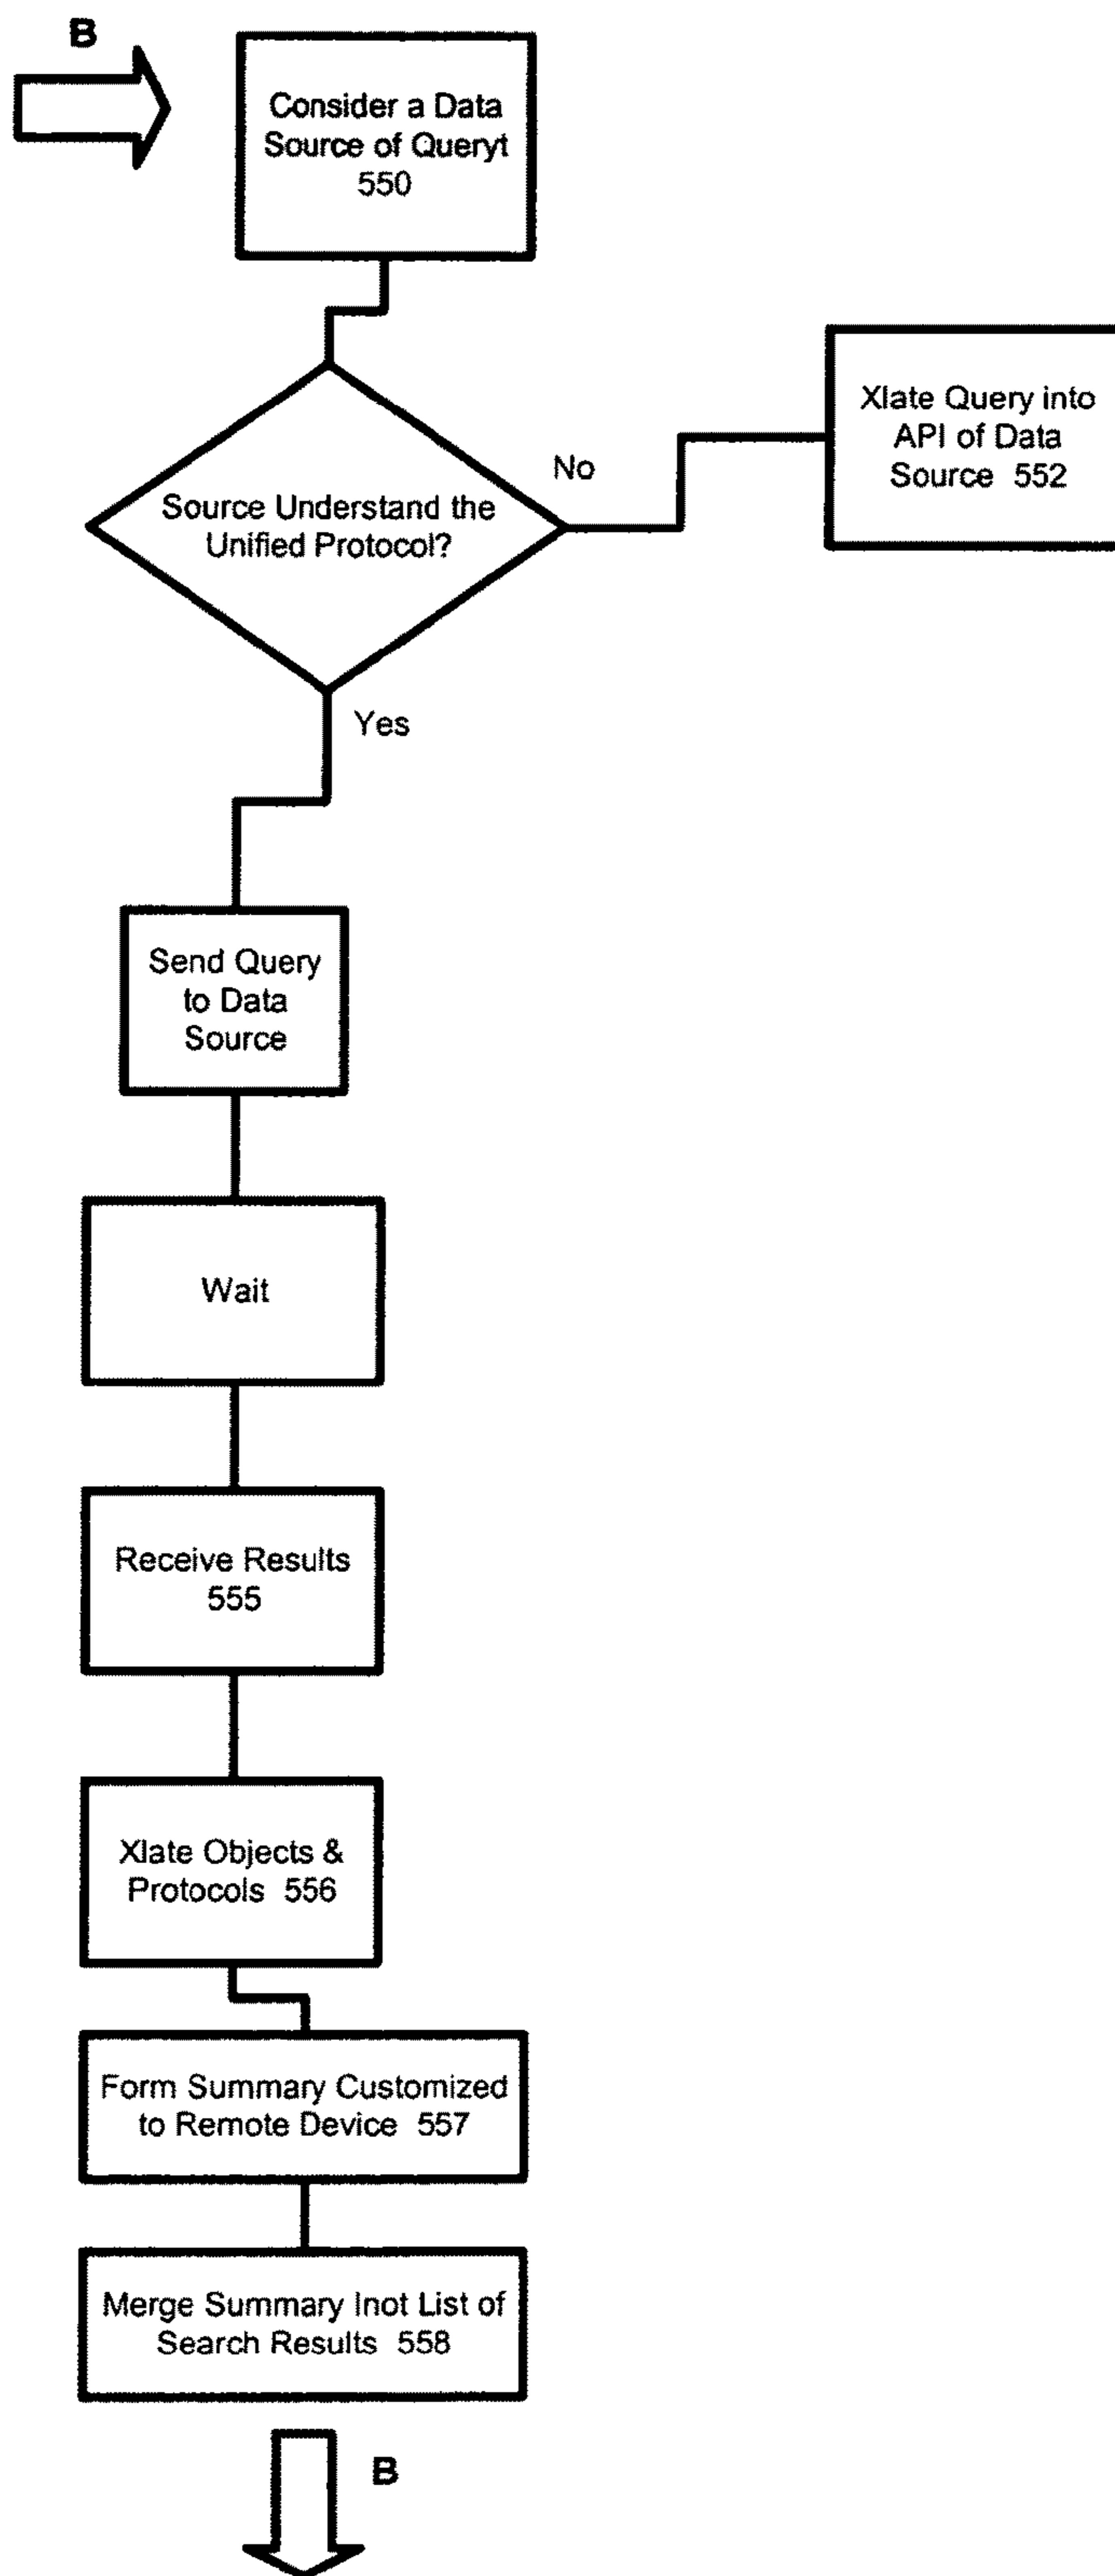 B
Consider a Data
Source of Queryt
550
Xlate Query into
API of Data
Source 552
No
Source Understand the
Unified Protocol?
Yes
Send Query
to Data
Source
Wait
Receive Results
555
Xlate Objects &
Protocols 556
Form Summary Customized
to Remote Device 557
Merge Summary Inot List of
Search Results 558
B